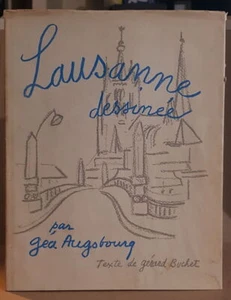 Lausanne
dessinée
par
géa Augsbourg
Texte de gérard Buchet